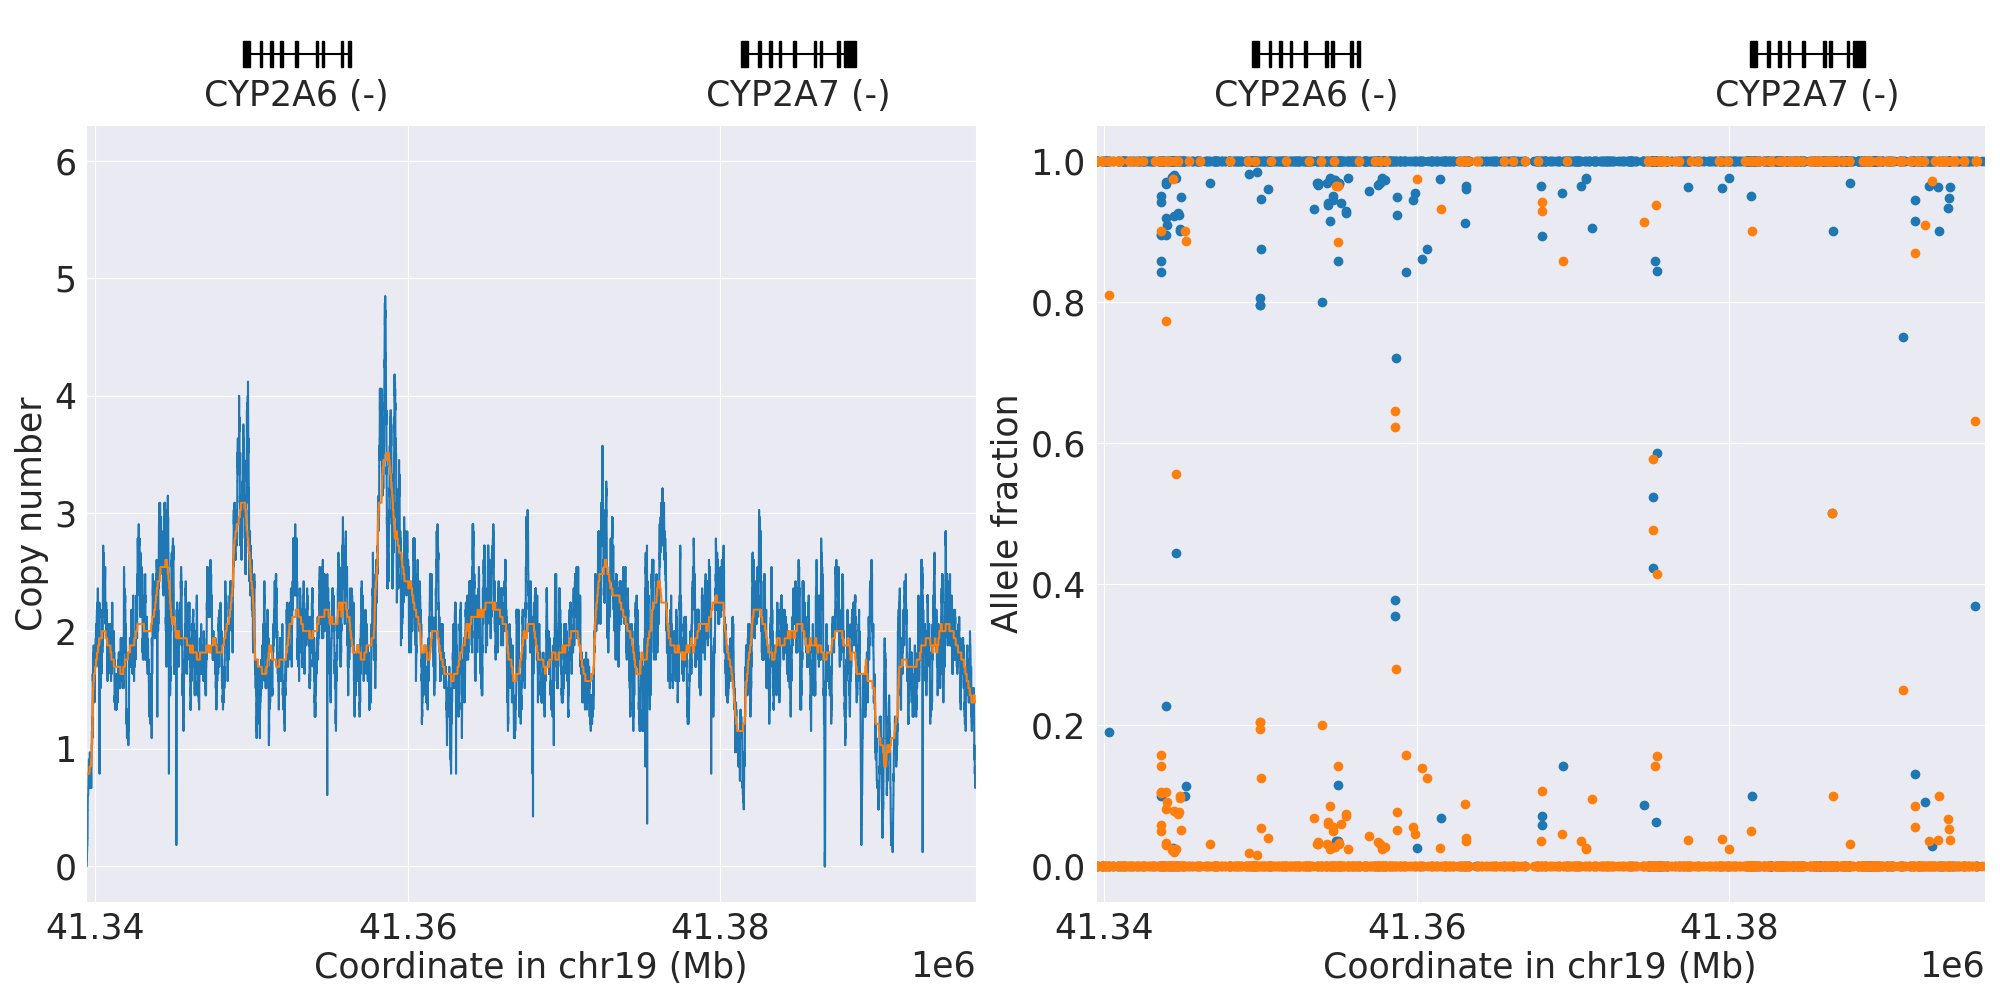 CYP2A6 (-) CYP2A7 (-)
6
5
4
3
2
1
0
Copy number
41.34 41.36 41.38
Coordinate in chr19 (Mb) 1e6
CYP2A6 (-) CYP2A7 (-)
1.0
0.8
0.6
0.4
0.2
0.0
Allele fraction
41.34 41.36 41.38
Coordinate in chr19 (Mb) 1e6